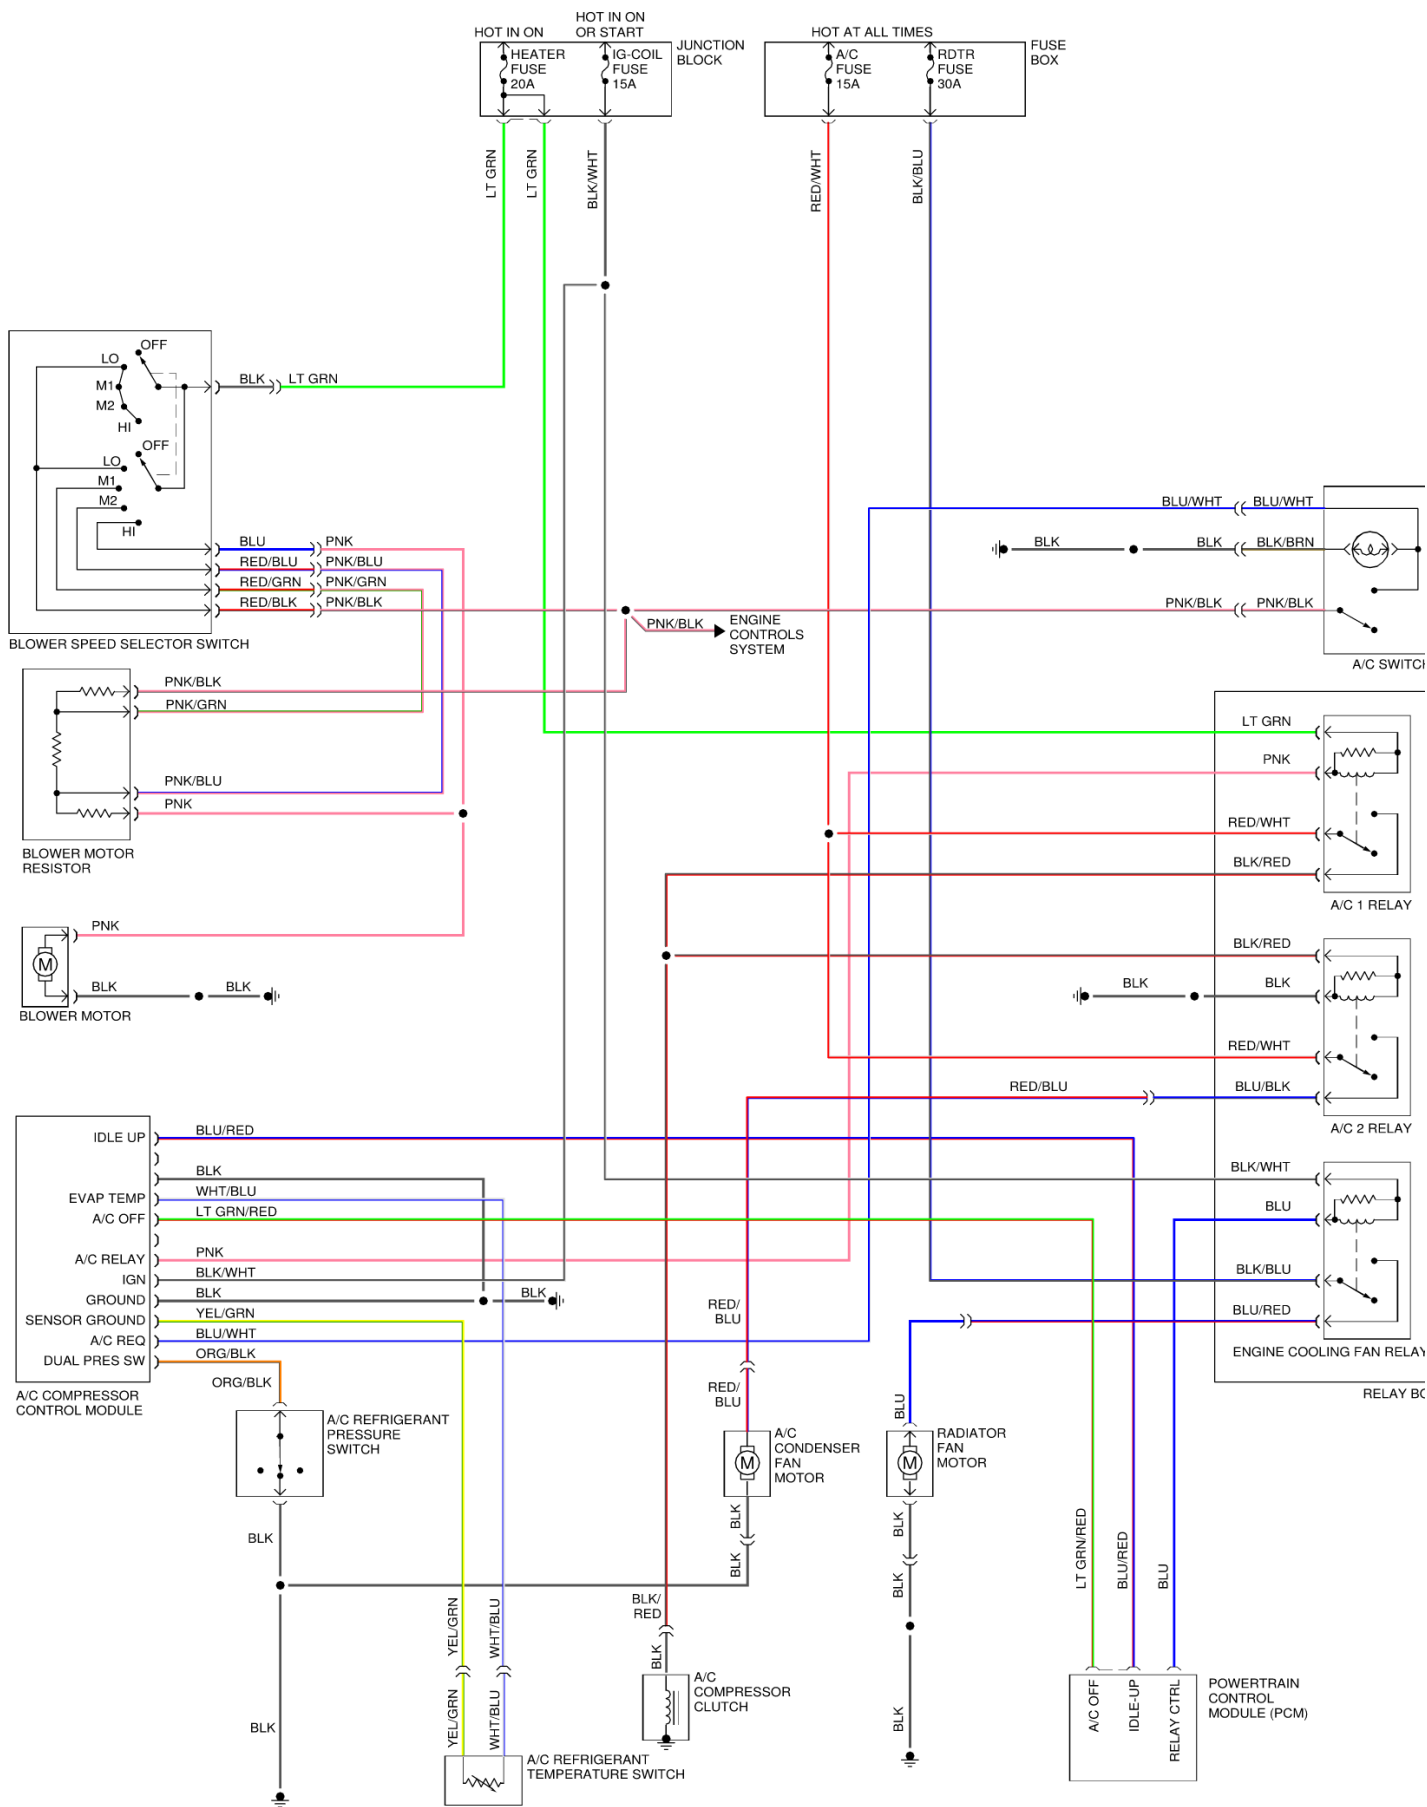 HOT IN ON
HOT IN ON
OR START
HOT AT ALL TIMES
HEATER
FUSE
20A
IG-COIL
FUSE
15A
JUNCTION
BLOCK
A/C
FUSE
15A
RDTR
FUSE
30A
FUSE
BOX
LT GRN
LT GRN
BLK/WHT
RED/WHT
BLK/BLU
OFF
LO
M1
M2
HI
BLK
LT GRN
OFF
LO
M1
M2
HI
BLU
PNK
RED/BLU
PNK/BLU
RED/GRN
PNK/GRN
RED/BLK
PNK/BLK
BLOWER SPEED SELECTOR SWITCH
PNK/BLK
ENGINE
CONTROLS
SYSTEM
BLU/WHT
BLU/WHT
BLK
BLK
BLK/BRN
PNK/BLK
PNK/BLK
A/C SWITCH
PNK/BLK
PNK/GRN
PNK/BLU
PNK
BLOWER MOTOR
RESISTOR
LT GRN
PNK
RED/WHT
BLK/RED
A/C 1 RELAY
PNK
M
BLK
BLK
BLOWER MOTOR
BLK/RED
BLK
BLK
RED/WHT
RED/BLU
BLU/BLK
A/C 2 RELAY
IDLE UP
BLU/RED
BLK
EVAP TEMP
WHT/BLU
A/C OFF
LT GRN/RED
A/C RELAY
PNK
IGN
BLK/WHT
GROUND
BLK
BLK
SENSOR GROUND
YEL/GRN
A/C REQ
BLU/WHT
DUAL PRES SW
ORG/BLK
A/C COMPRESSOR
CONTROL MODULE
BLK/WHT
BLU
BLK/BLU
BLU/RED
ENGINE COOLING FAN RELAY
RELAY BO
RED/
BLU
RED/
BLU
ORG/BLK
A/C REFRIGERANT
PRESSURE
SWITCH
M
A/C
CONDENSER
FAN
MOTOR
BLU
M
RADIATOR
FAN
MOTOR
BLK
BLK
BLK
BLK
BLK
BLK
BLK
BLK/
RED
BLK
A/C
COMPRESSOR
CLUTCH
YEL/GRN
WHT/BLU
YEL/GRN
WHT/BLU
A/C REFRIGERANT
TEMPERATURE SWITCH
LT GRN/RED
BLU/RED
BLU
A/C OFF
IDLE-UP
RELAY CTRL
POWERTRAIN
CONTROL
MODULE (PCM)